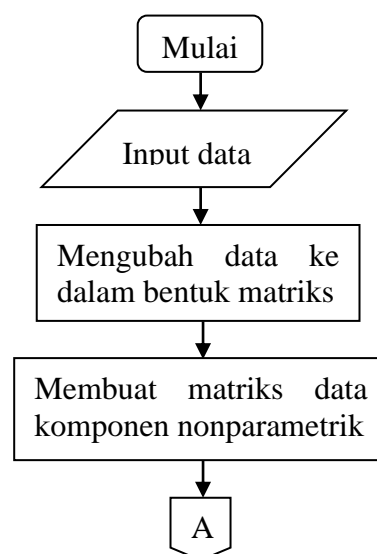 Mulai
Input data
Mengubah data ke
dalam bentuk matriks
Membuat matriks data
komponen nonparametrik
A